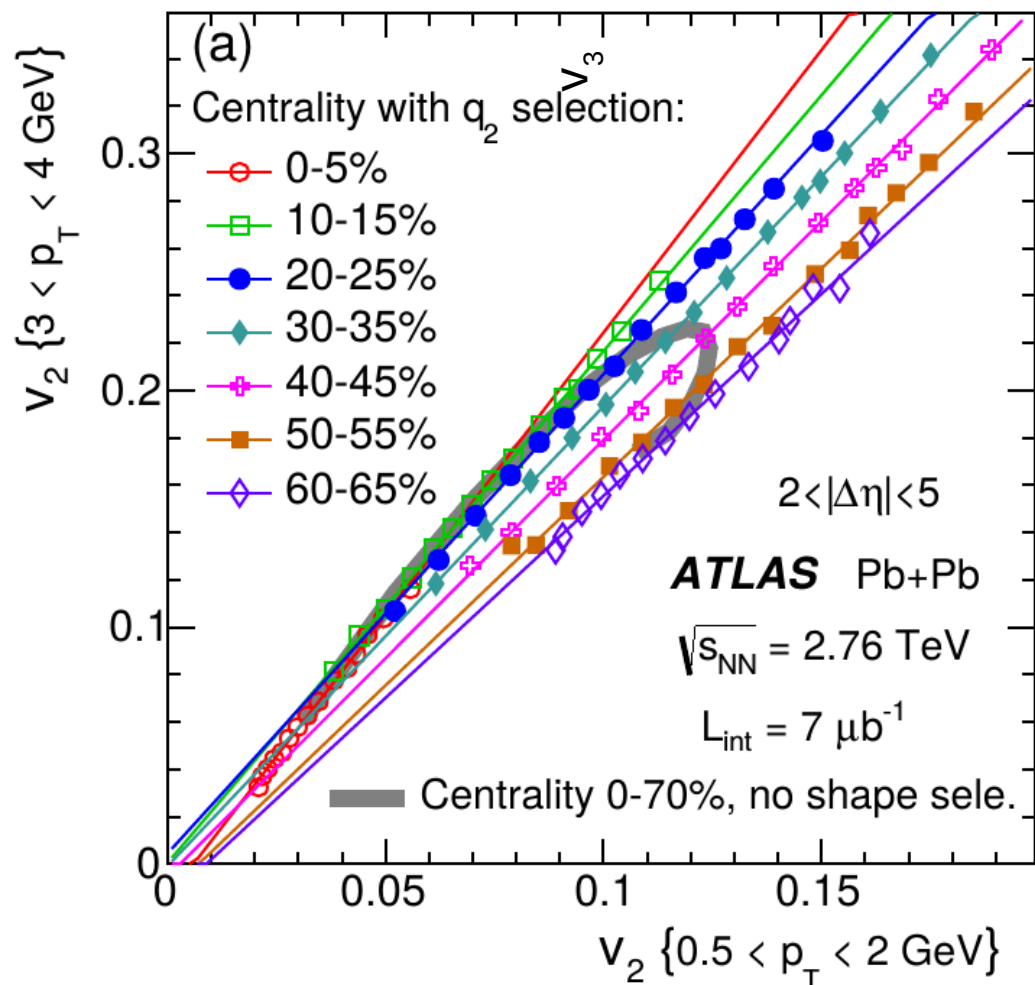 (a)
v₃
Centrality with q₂ selection:
0-5%
10-15%
20-25%
30-35%
40-45%
50-55%
60-65%
2<|Δη|<5
ATLAS Pb+Pb
√sNN = 2.76 TeV
Lint = 7 μb⁻¹
Centrality 0-70%, no shape sele.
v₂ {3 < pT < 4 GeV}
0.3
0.2
0.1
0
0 0.05 0.1 0.15
v₂ {0.5 < pT < 2 GeV}